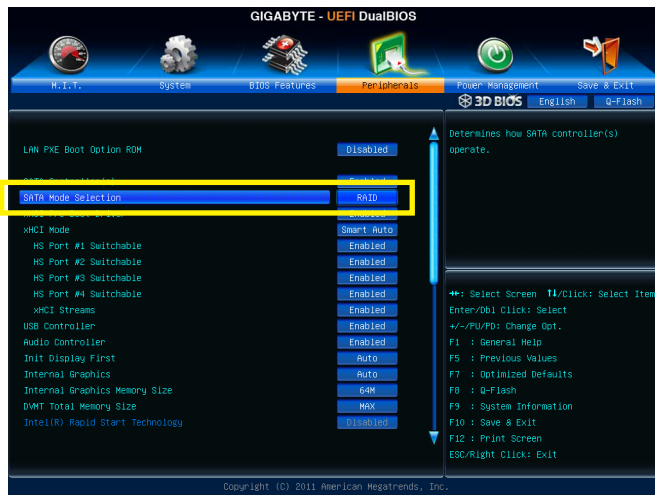 GIGABYTE - UEFI DualBIOS
M.I.T.
System
BIOS Features
Peripherals
Power Management
Save & Exit
3D BIOS
English
Q-Flash
LAN PXE Boot Option ROM Disabled
SATA Mode Selection RAID
xHCI Mode Smart Auto
HS Port #1 Switchable Enabled
HS Port #2 Switchable Enabled
HS Port #3 Switchable Enabled
HS Port #4 Switchable Enabled
xHCI Streams Enabled
USB Controller Enabled
Audio Controller Enabled
Init Display First Auto
Internal Graphics Auto
Internal Graphics Memory Size 64M
DVMT Total Memory Size MAX
Intel(R) Rapid Start Technology Disabled
Determines how SATA controller(s)
operate.
→←: Select Screen ↑↓/Click: Select Item
Enter/Dbl Click: Select
+/-/PU/PD: Change Opt.
F1 : General Help
F5 : Previous Values
F7 : Optimized Defaults
F8 : Q-Flash
F9 : System Information
F10 : Save & Exit
F12 : Print Screen
ESC/Right Click: Exit
Copyright (C) 2011 American Megatrends, Inc.